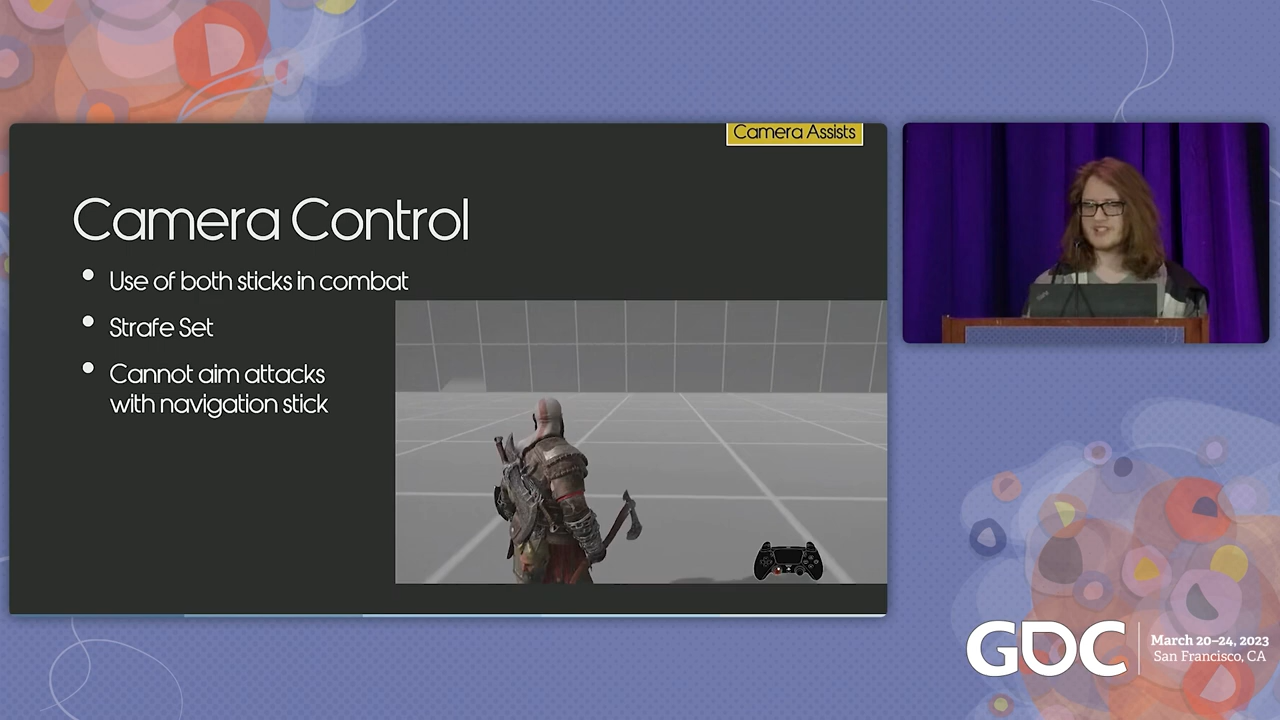 Camera Assists
Camera Control
Use of both sticks in combat
Strafe Set
Cannot aim attacks
with navigation stick
GDC
March 20–24, 2023
San Francisco, CA